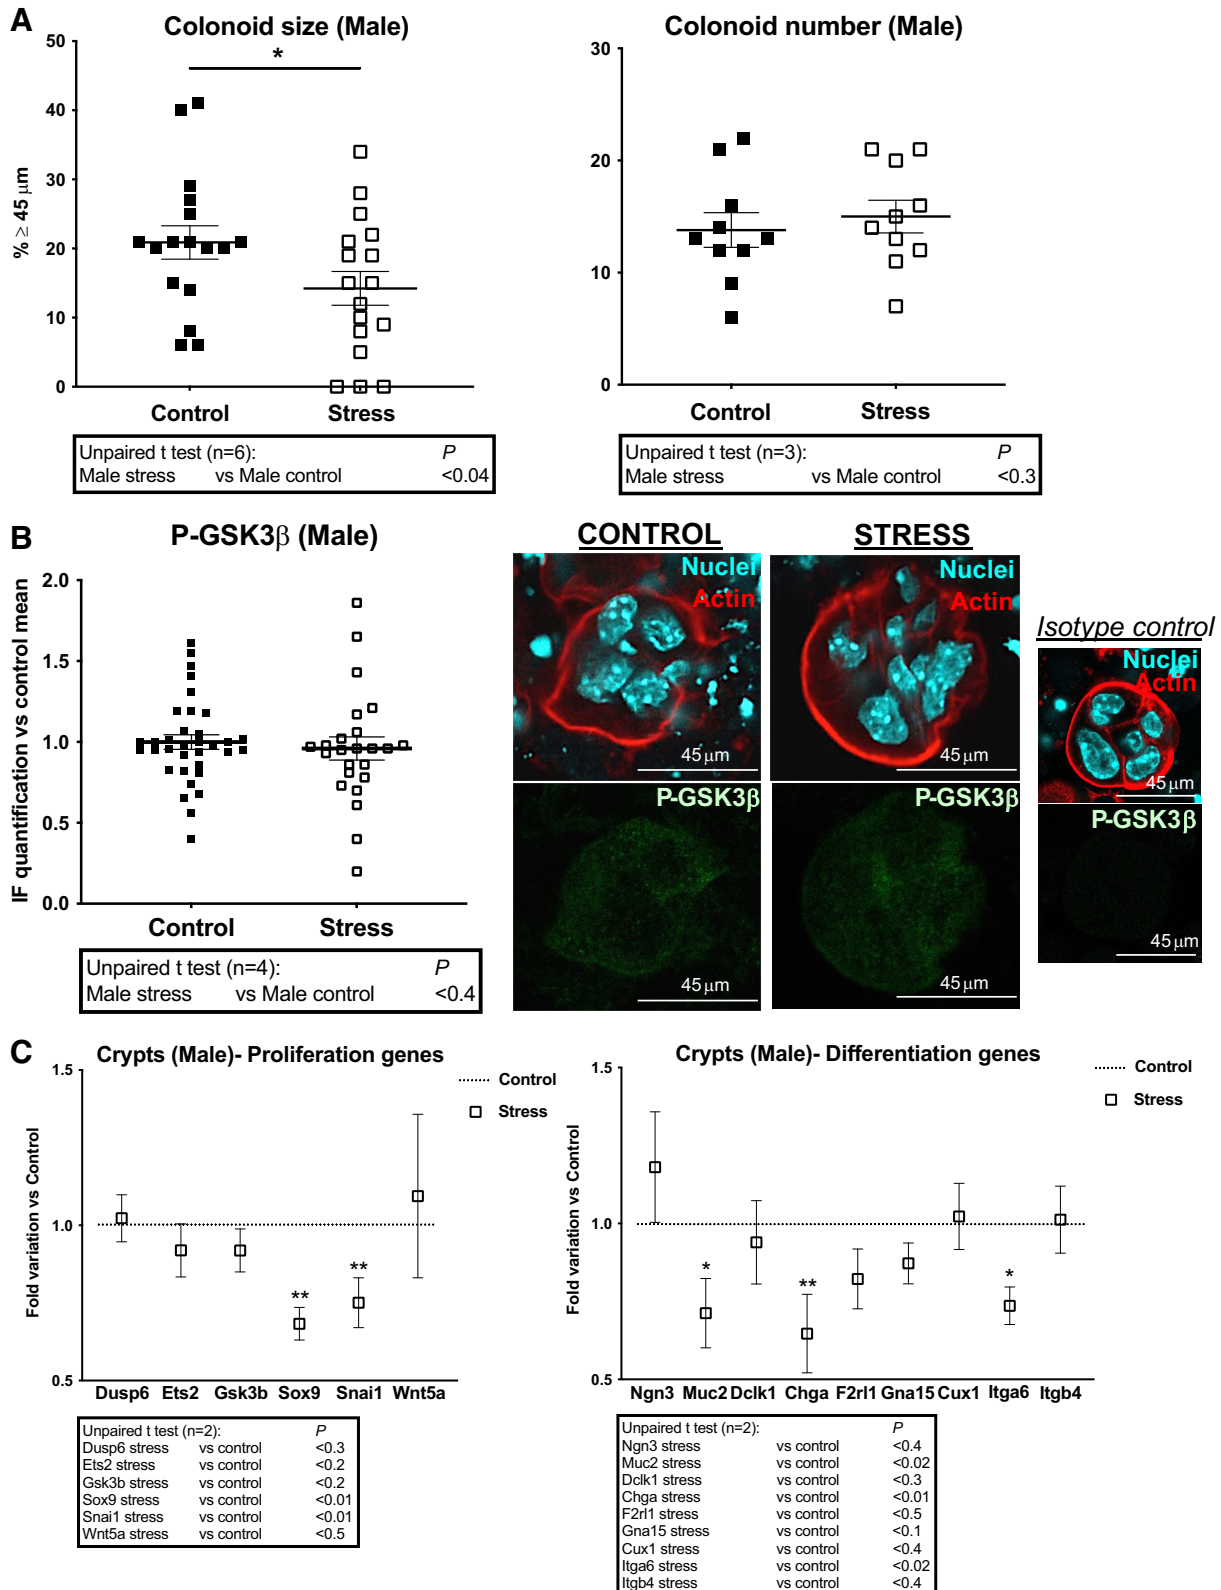 A
Colonoid size (Male)
50
40
30
20
10
0
% ≥ 45 μm
*
Control
Stress
Unpaired t test (n=6): P
Male stress vs Male control <0.04
Colonoid number (Male)
30
20
10
0
Control
Stress
Unpaired t test (n=3): P
Male stress vs Male control <0.3
B
P-GSK3β (Male)
2.0
1.5
1.0
0.5
0.0
IF quantification vs control mean
Control
Stress
Unpaired t test (n=4): P
Male stress vs Male control <0.4
CONTROL
Nuclei
Actin
45 μm
P-GSK3β
45 μm
STRESS
Nuclei
Actin
45 μm
P-GSK3β
45 μm
Isotype control
Nuclei
Actin
45 μm
P-GSK3β
45 μm
C
Crypts (Male)- Proliferation genes
1.5
1.0
0.5
Fold variation vs Control
Control
Stress
**
**
Dusp6 Ets2 Gsk3b Sox9 Snai1 Wnt5a
Unpaired t test (n=2): P
Dusp6 stress vs control <0.3
Ets2 stress vs control <0.2
Gsk3b stress vs control <0.2
Sox9 stress vs control <0.01
Snai1 stress vs control <0.01
Wnt5a stress vs control <0.5
Crypts (Male)- Differentiation genes
1.5
1.0
0.5
Fold variation vs Control
Control
Stress
*
**
*
Ngn3 Muc2 Dclk1 Chga F2rl1 Gna15 Cux1 Itga6 Itgb4
Unpaired t test (n=2): P
Ngn3 stress vs control <0.4
Muc2 stress vs control <0.02
Dclk1 stress vs control <0.3
Chga stress vs control <0.01
F2rl1 stress vs control <0.5
Gna15 stress vs control <0.1
Cux1 stress vs control <0.4
Itga6 stress vs control <0.02
Itgb4 stress vs control <0.4